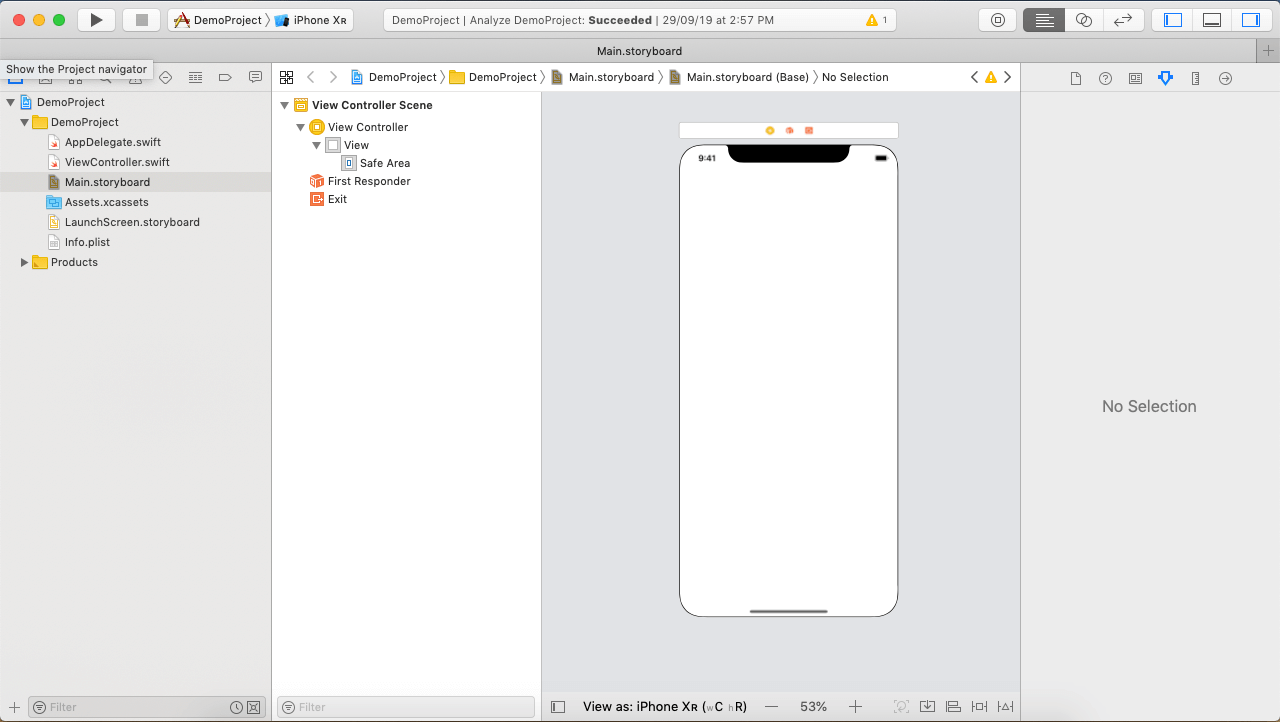 DemoProject iPhone XR
DemoProject | Analyze DemoProject: Succeeded | 29/09/19 at 2:57 PM
1
Main.storyboard
Show the Project navigator
DemoProject
DemoProject
Main.storyboard
Main.storyboard (Base)
No Selection
DemoProject
DemoProject
AppDelegate.swift
ViewController.swift
Main.storyboard
Assets.xcassets
LaunchScreen.storyboard
Info.plist
Products
View Controller Scene
View Controller
View
Safe Area
First Responder
Exit
9:41
No Selection
Filter
Filter
View as: iPhone XR (wC hR)
53%